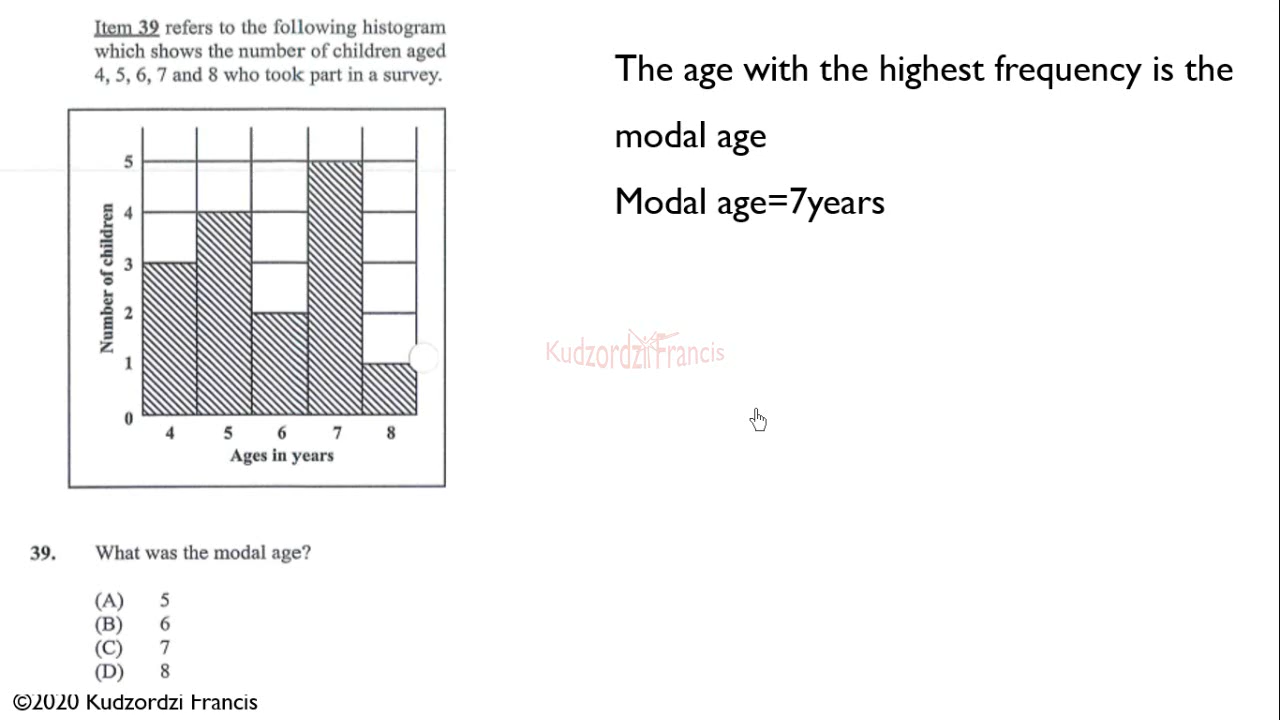 Item 39 refers to the following histogram
which shows the number of children aged
4, 5, 6, 7 and 8 who took part in a survey.
5
4
3
2
1
0
Number of children
4 5 6 7 8
Ages in years
39. What was the modal age?
(A) 5
(B) 6
(C) 7
(D) 8
©2020 Kudzordzi Francis
The age with the highest frequency is the
modal age
Modal age=7years
Kudzordzi Francis